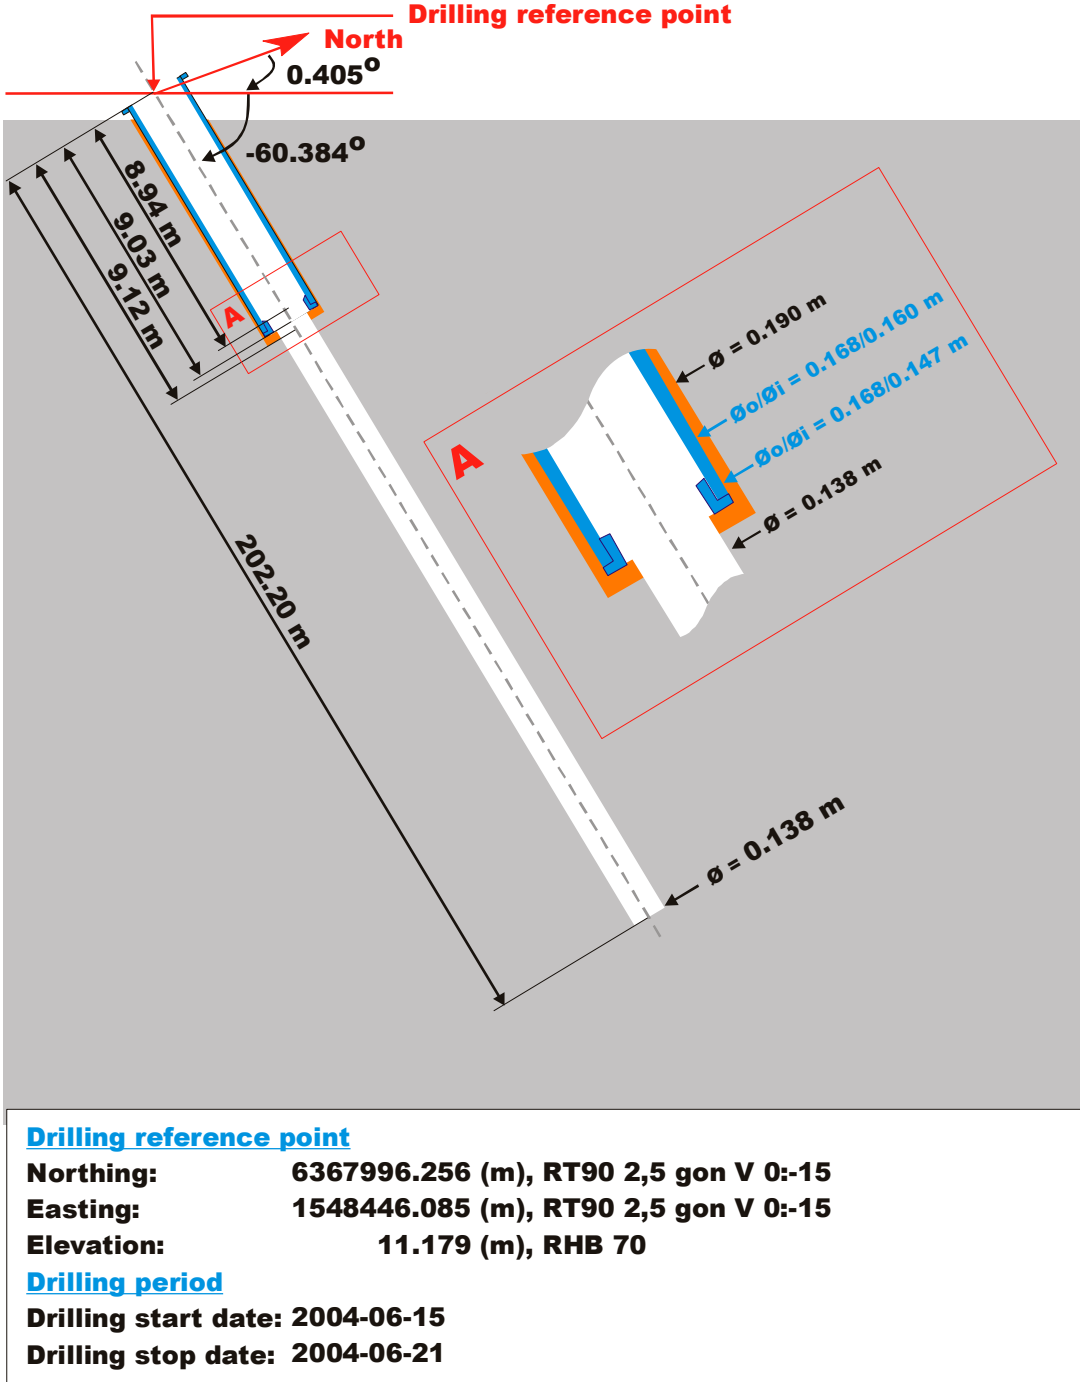 Drilling reference point
North
0.405°
-60.384°
8.94 m
9.03 m
9.12 m
A
202.20 m
A
ø = 0.190 m
Øo/Øi = 0.168/0.160 m
Øo/Øi = 0.168/0.147 m
ø = 0.138 m
ø = 0.138 m
Drilling reference point
Northing: 6367996.256 (m), RT90 2,5 gon V 0:-15
Easting: 1548446.085 (m), RT90 2,5 gon V 0:-15
Elevation: 11.179 (m), RHB 70
Drilling period
Drilling start date: 2004-06-15
Drilling stop date: 2004-06-21